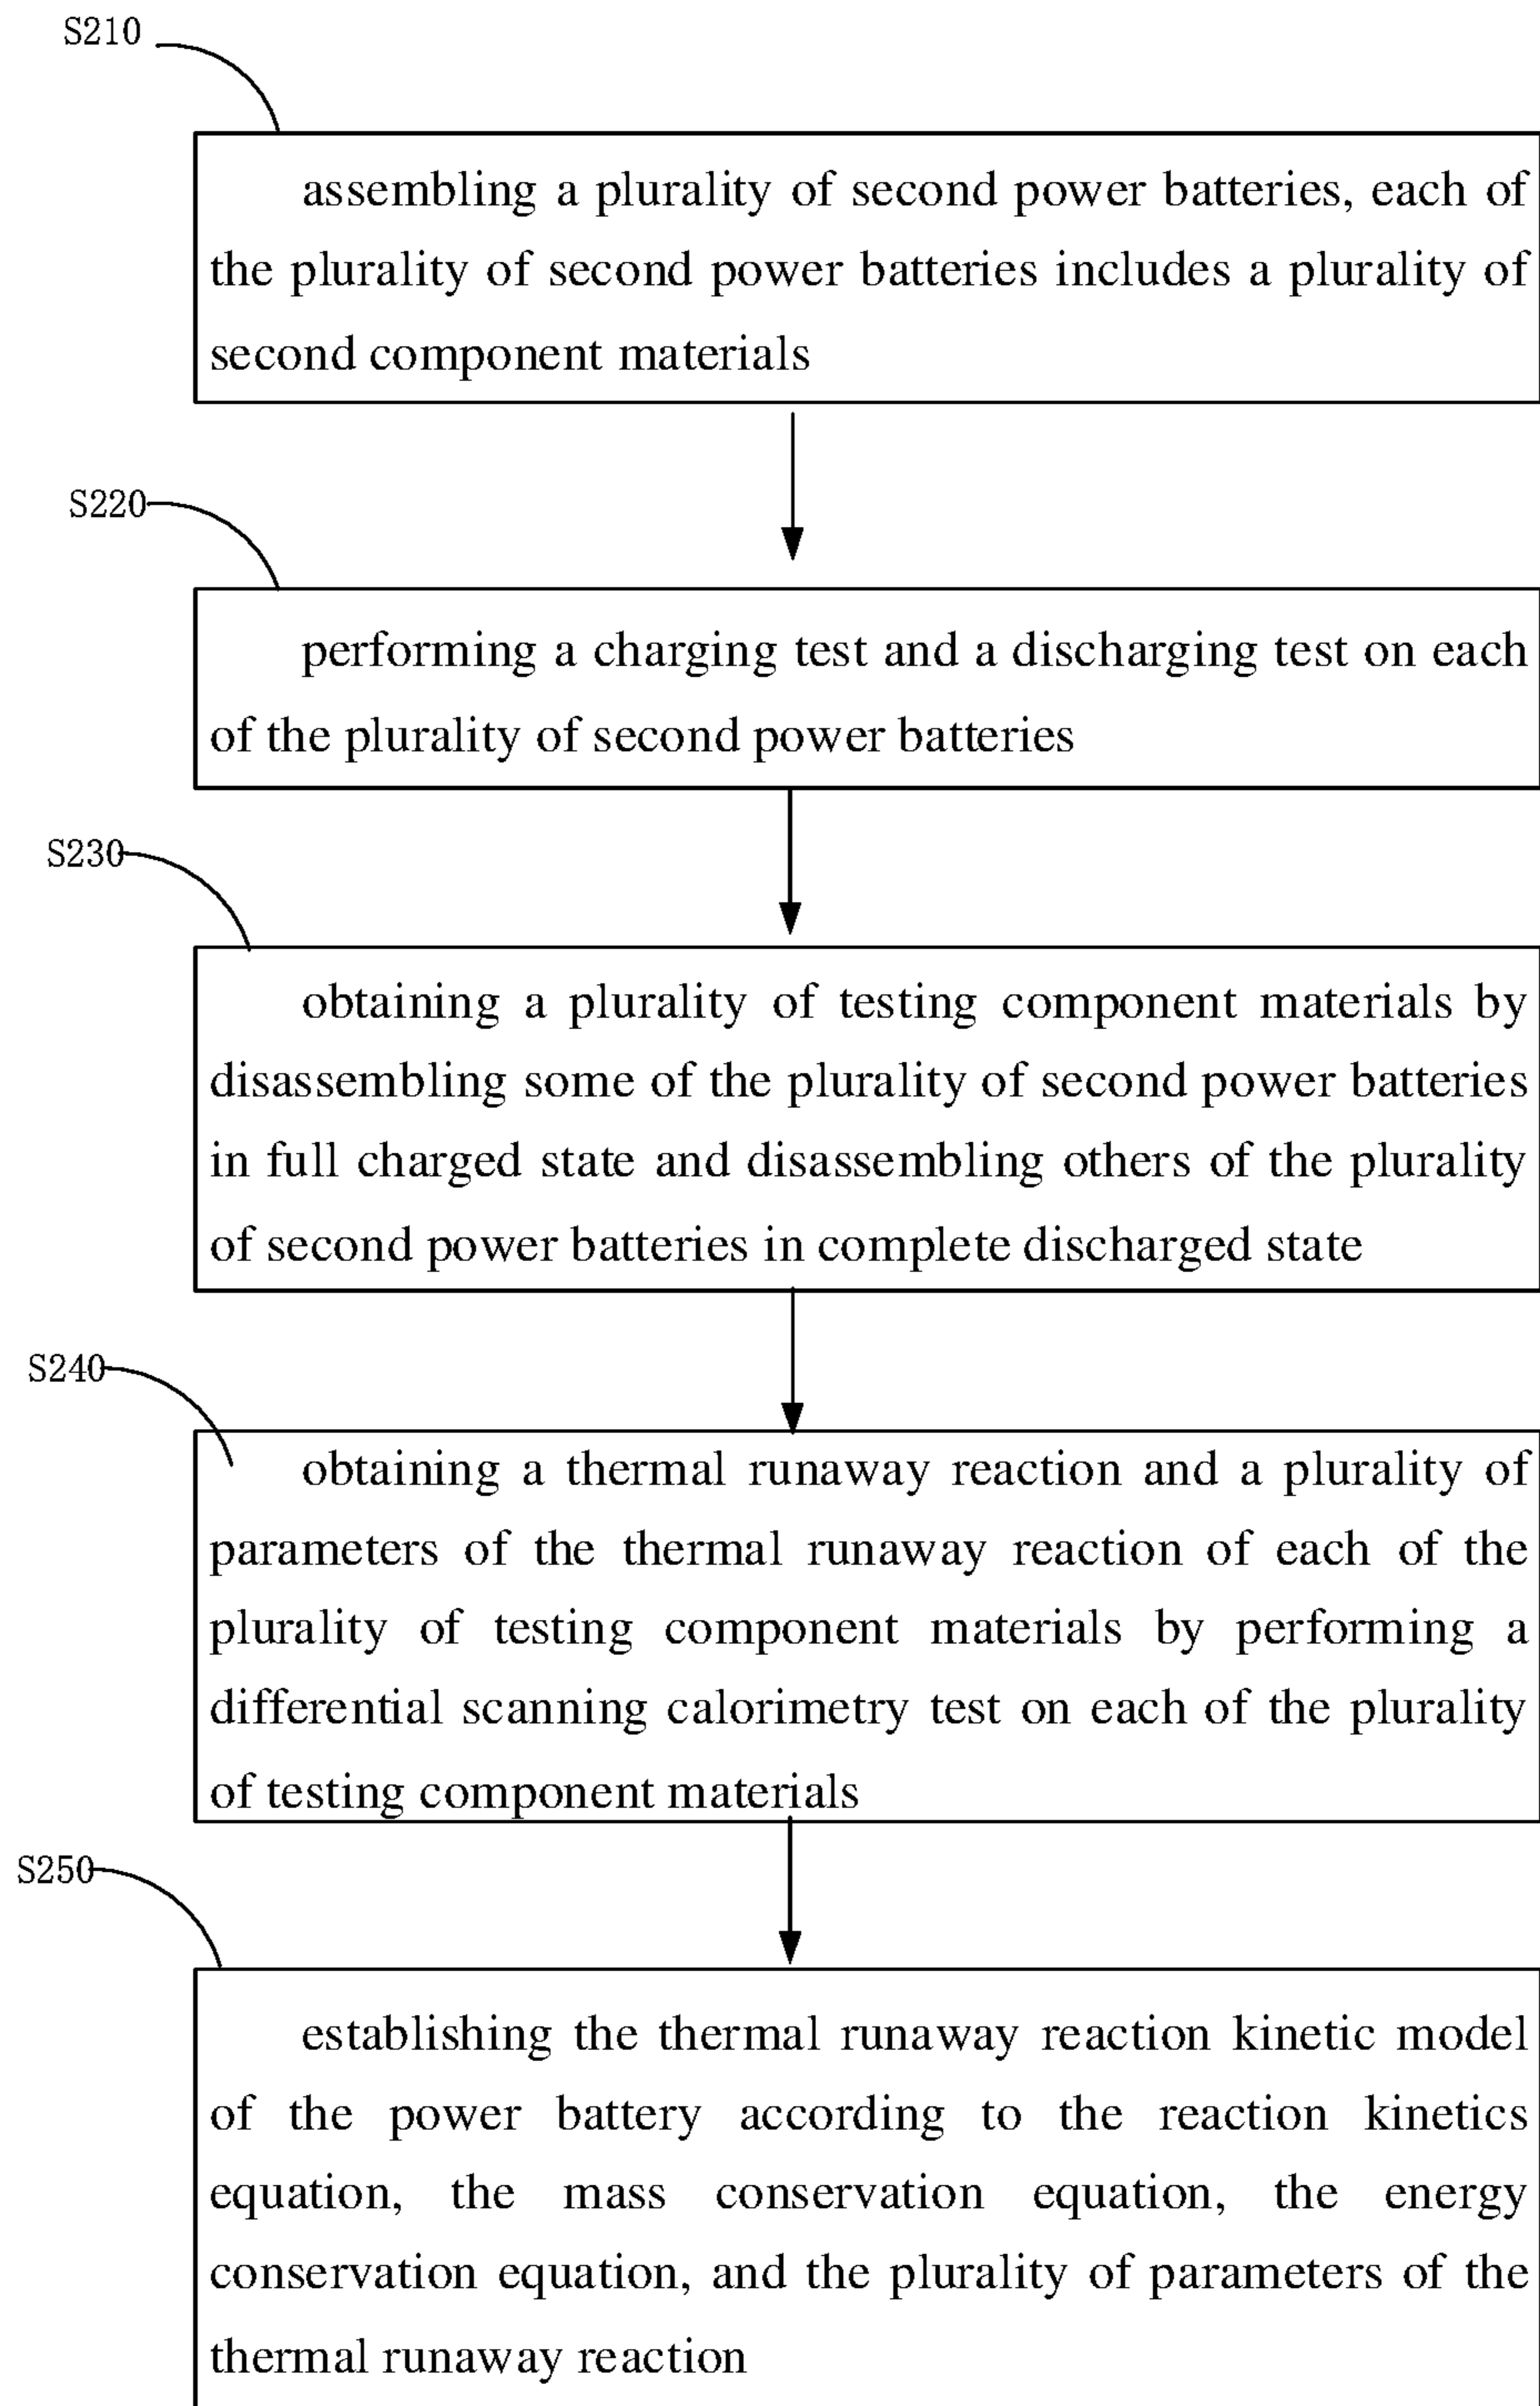 S210
assembling a plurality of second power batteries, each of
the plurality of second power batteries includes a plurality of
second component materials
S220
performing a charging test and a discharging test on each
of the plurality of second power batteries
S230
obtaining a plurality of testing component materials by
disassembling some of the plurality of second power batteries
in full charged state and disassembling others of the plurality
of second power batteries in complete discharged state
S240
obtaining a thermal runaway reaction and a plurality of
parameters of the thermal runaway reaction of each of the
plurality of testing component materials by performing a
differential scanning calorimetry test on each of the plurality
of testing component materials
S250
establishing the thermal runaway reaction kinetic model
of the power battery according to the reaction kinetics
equation, the mass conservation equation, the energy
conservation equation, and the plurality of parameters of the
thermal runaway reaction